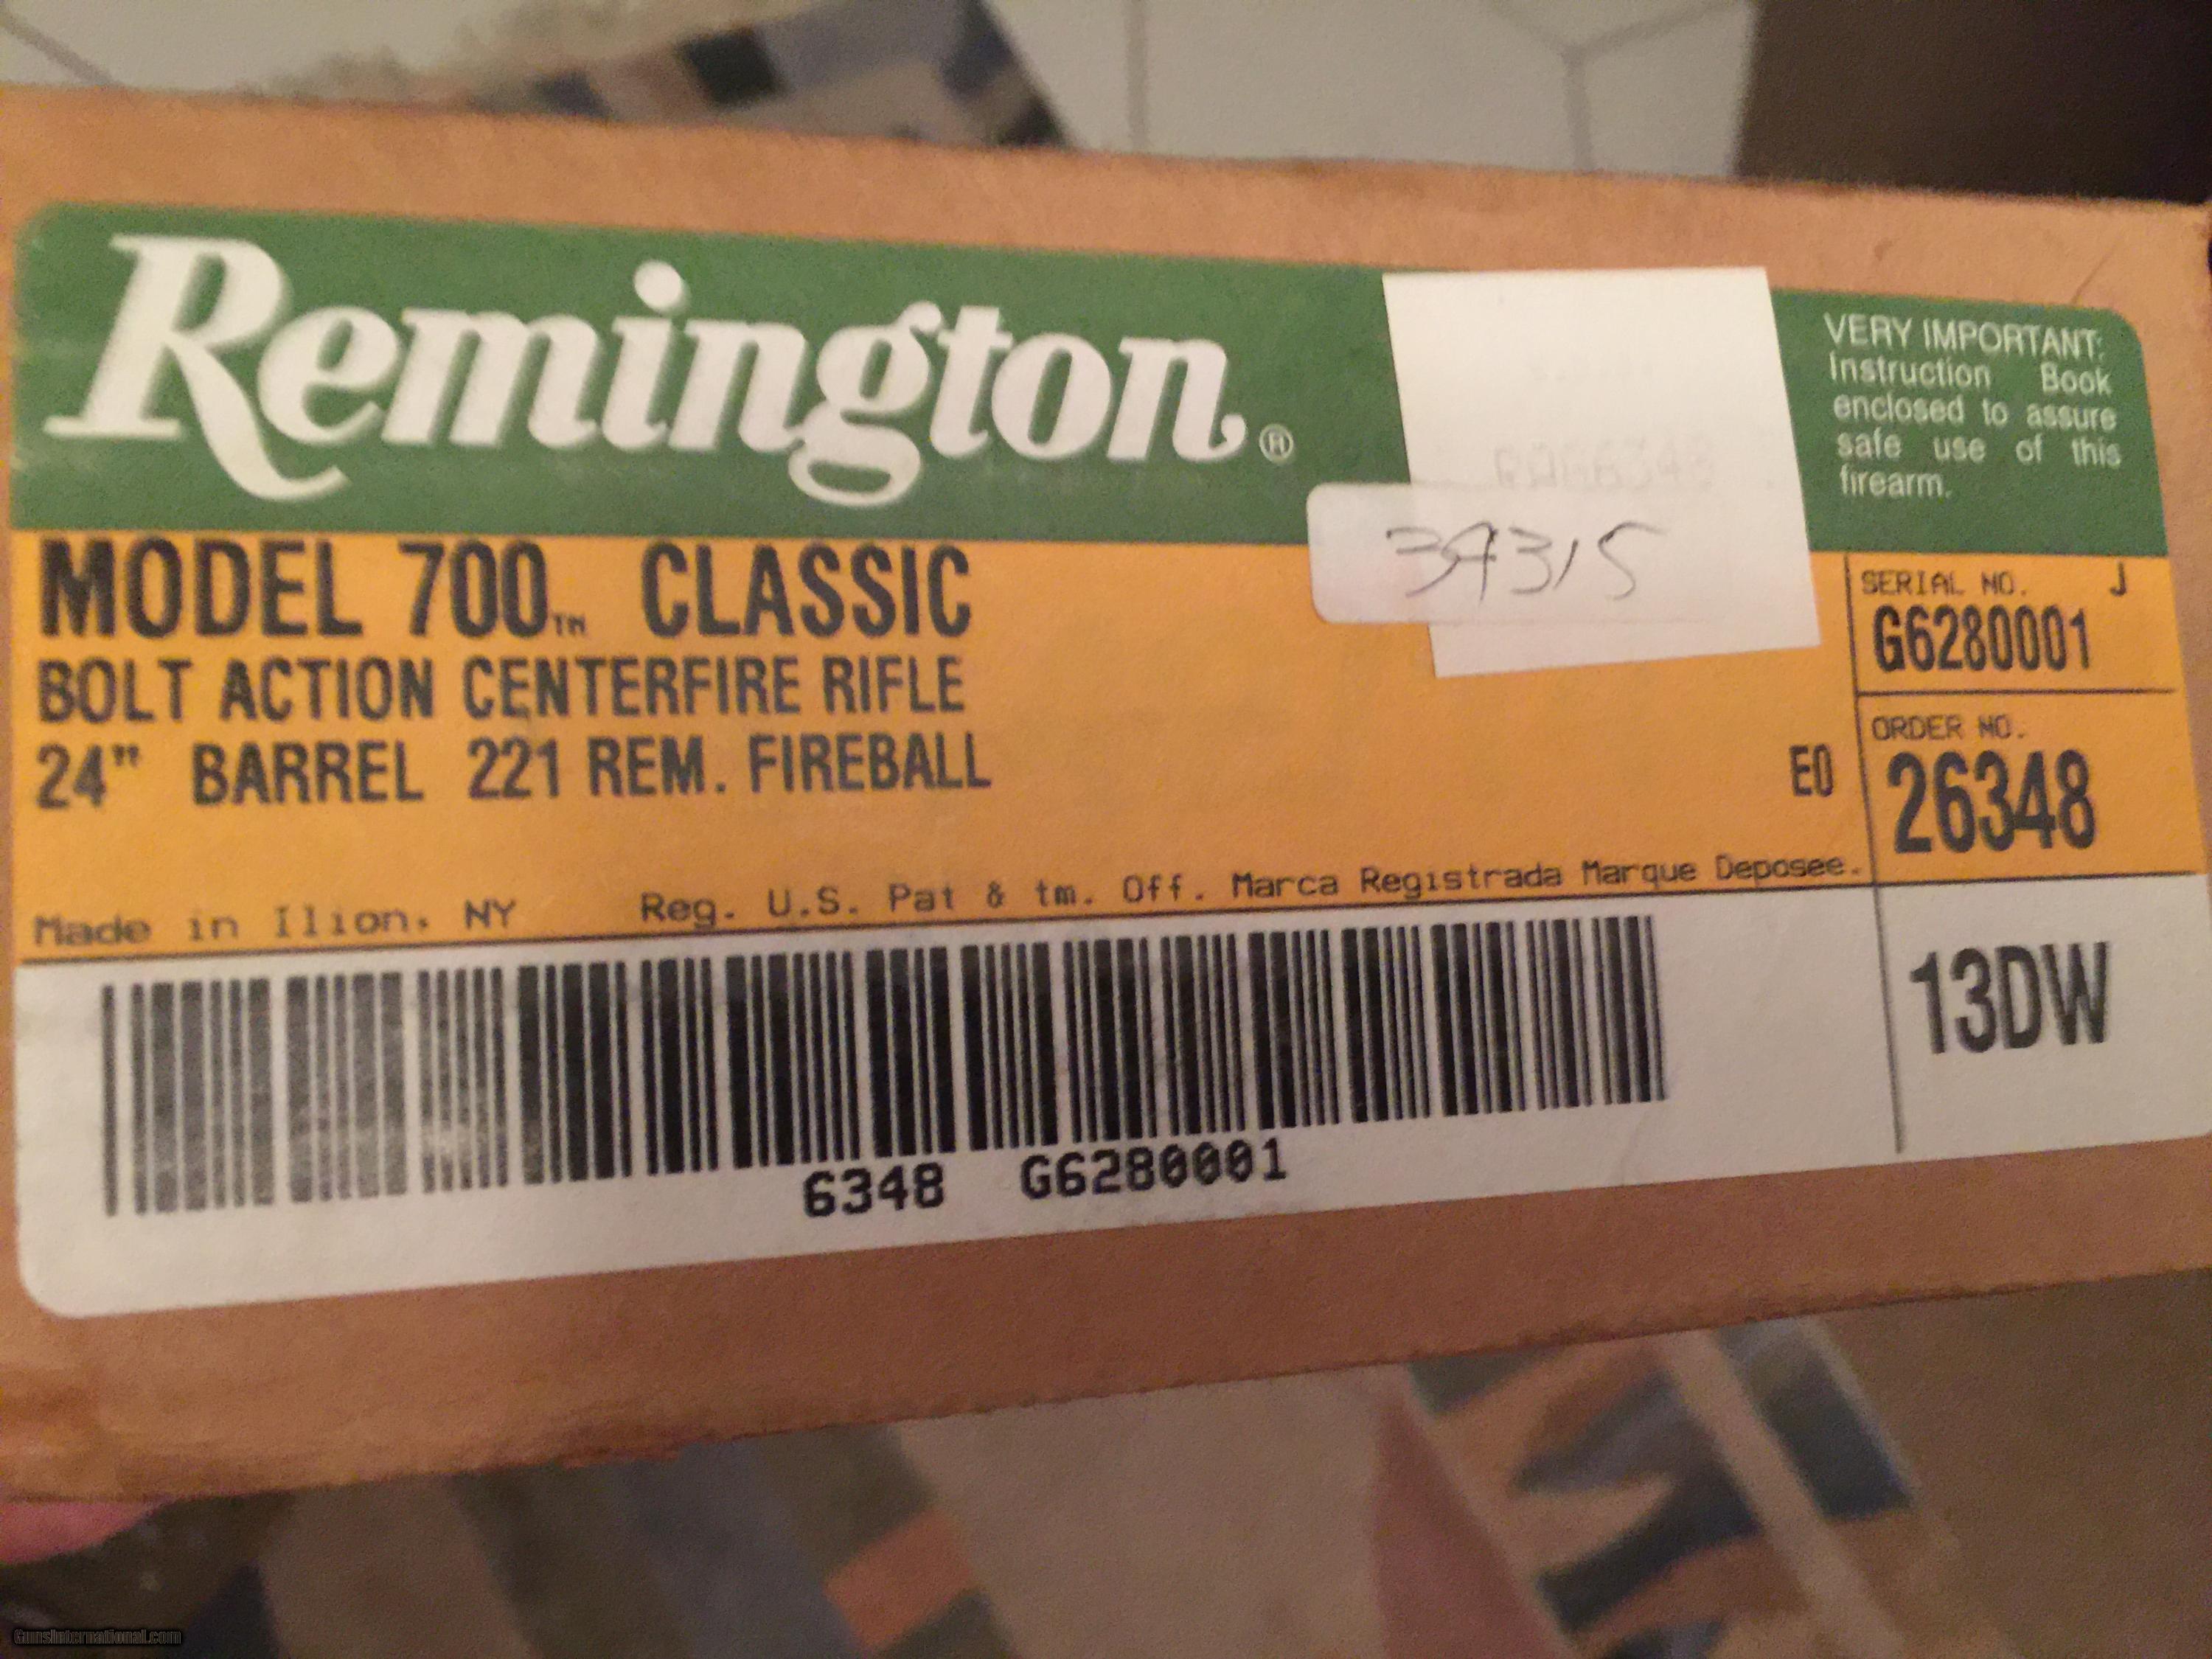 Remington®
VERY IMPORTANT:
Instruction Book
enclosed to assure
safe use of this
firearm.
MODEL 700™ CLASSIC
BOLT ACTION CENTERFIRE RIFLE
24" BARREL 221 REM. FIREBALL
34315
SERIAL NO. J
G6280001
E0
ORDER NO.
26348
Made in Ilion, NY Reg. U.S. Pat & tm. Off. Marca Registrada Marque Deposee.
13DW
6348 G6280001
GunsInternational.com